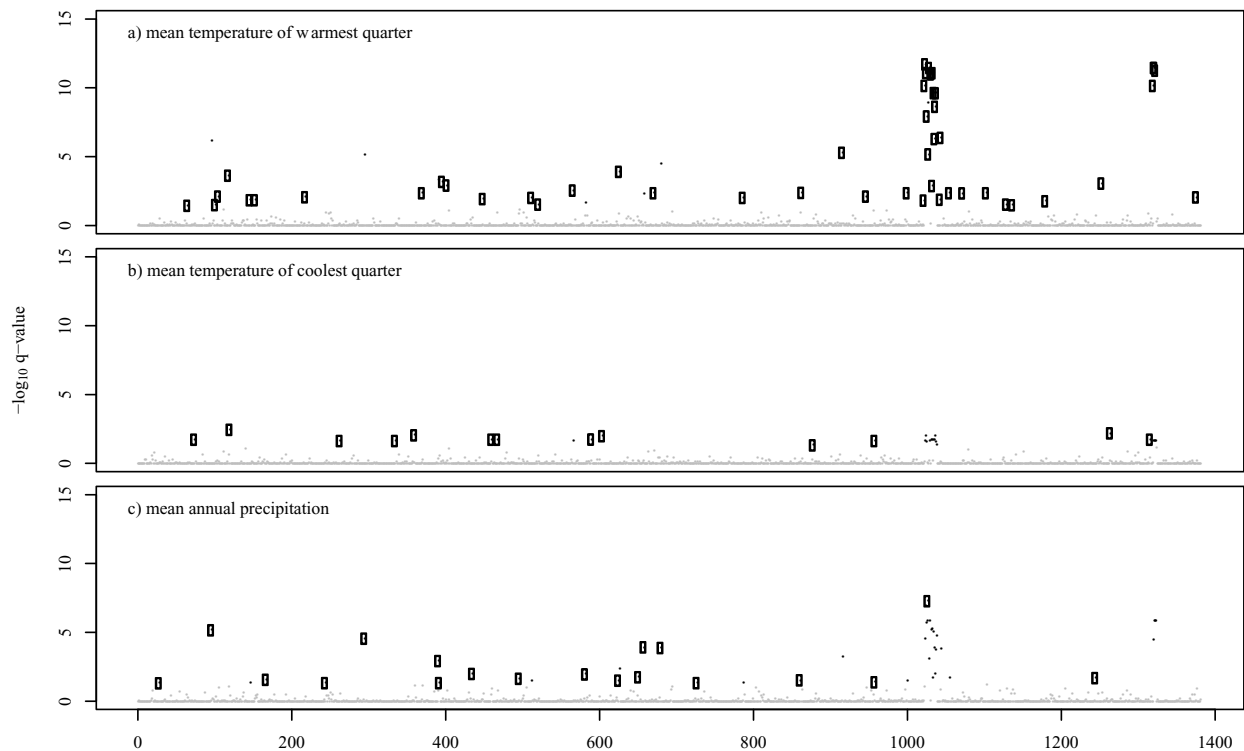 15
10
5
0
a) mean temperature of warmest quarter
15
10
5
0
b) mean temperature of coolest quarter
−log10 q−value
15
10
5
0
c) mean annual precipitation
0 200 400 600 800 1000 1200 1400